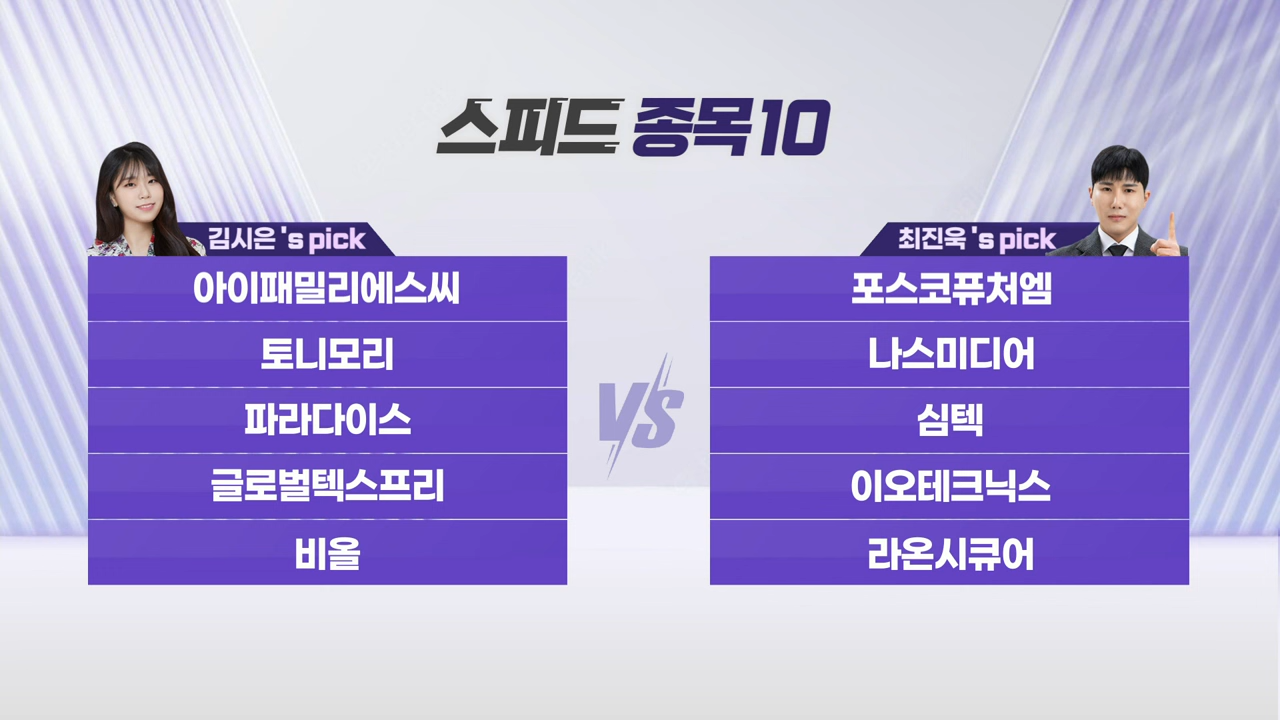 스피드 종목10
김시은 's pick
아이패밀리에스씨
토니모리
파라다이스
글로벌텍스프리
비올
VS
최진욱 's pick
포스코퓨처엠
나스미디어
심텍
이오테크닉스
라온시큐어